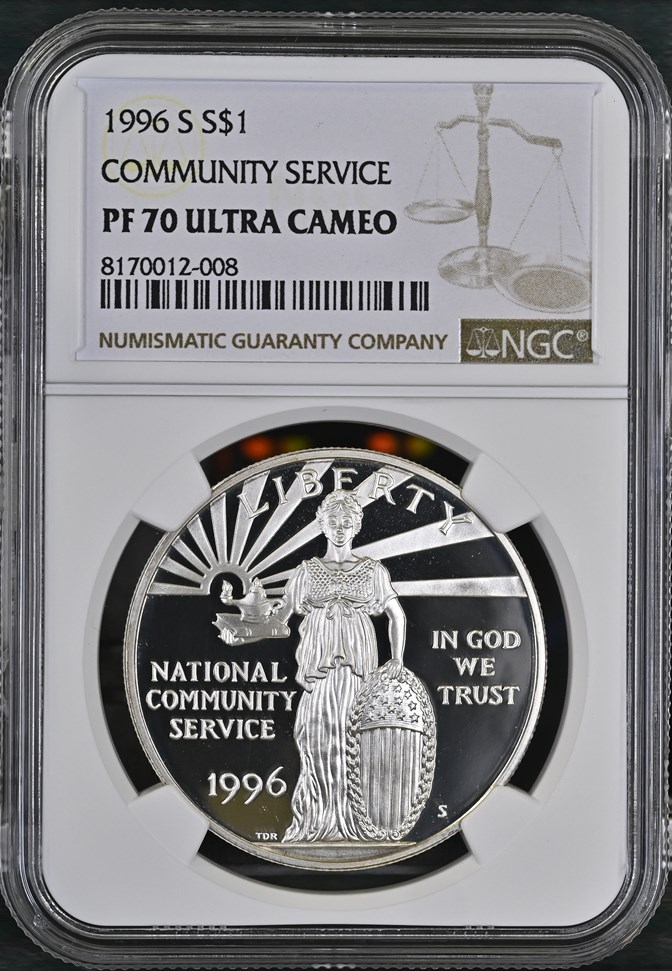 1996 S S$1
COMMUNITY SERVICE
PF 70 ULTRA CAMEO
8170012-008
NUMISMATIC GUARANTY COMPANY
NGC®
LIBERTY
NATIONAL
COMMUNITY
SERVICE
1996
IN GOD
WE
TRUST
S
TDR